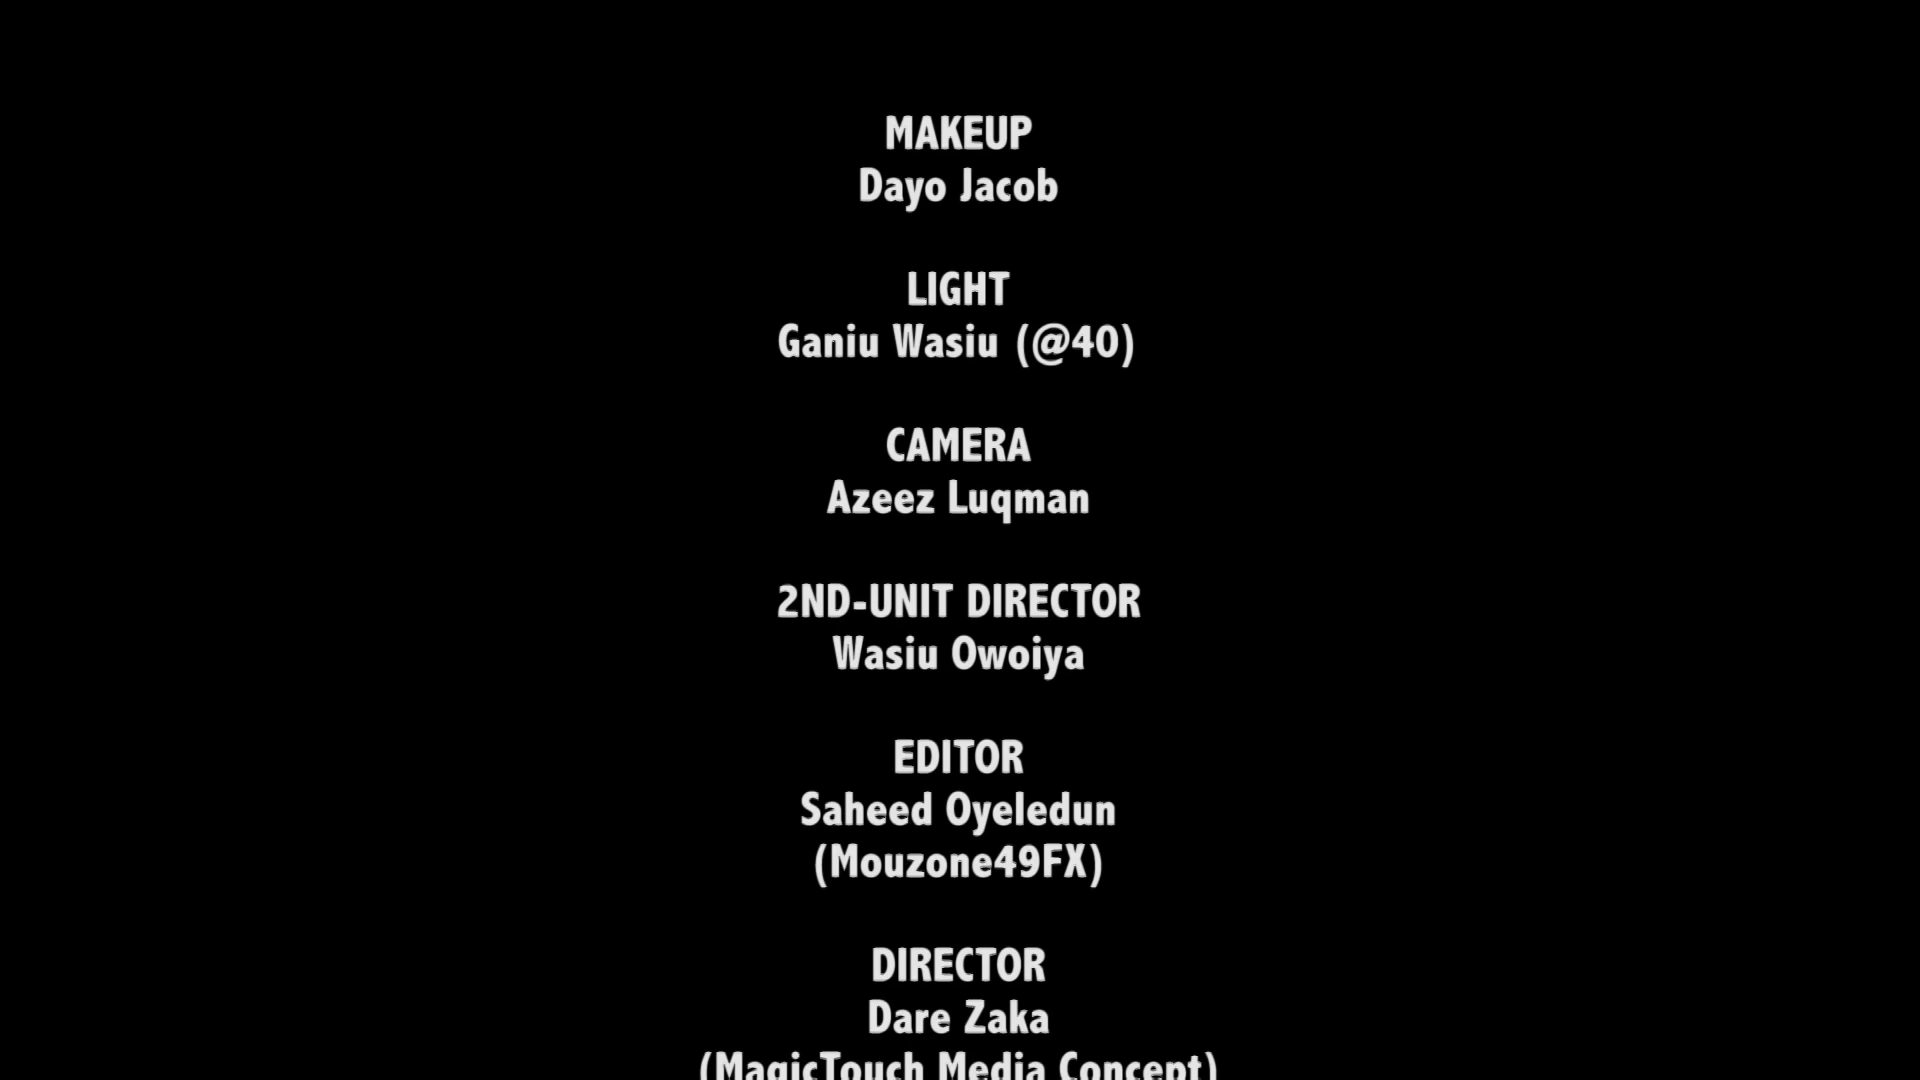 MAKEUP
Dayo Jacob
LIGHT
Ganiu Wasiu (@40)
CAMERA
Azeez Luqman
2ND-UNIT DIRECTOR
Wasiu Owoiya
EDITOR
Saheed Oyeledun
(Mouzone49FX)
DIRECTOR
Dare Zaka
(MagicTouch Media Concept)